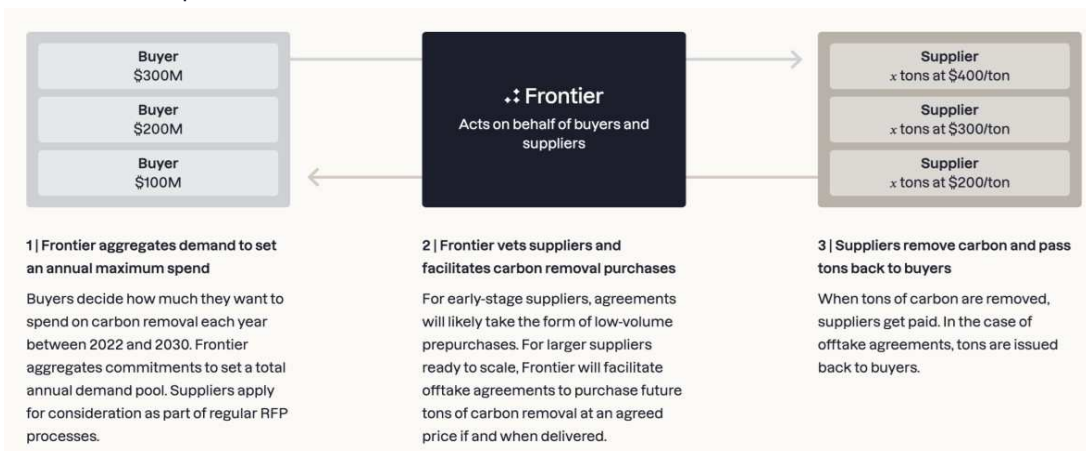 Buyer
$300M
Buyer
$200M
Buyer
$100M
Frontier
Acts on behalf of buyers and
suppliers
Supplier
x tons at $400/ton
Supplier
x tons at $300/ton
Supplier
x tons at $200/ton
1 | Frontier aggregates demand to set
an annual maximum spend
Buyers decide how much they want to
spend on carbon removal each year
between 2022 and 2030. Frontier
aggregates commitments to set a total
annual demand pool. Suppliers apply
for consideration as part of regular RFP
processes.
2 | Frontier vets suppliers and
facilitates carbon removal purchases
For early-stage suppliers, agreements
will likely take the form of low-volume
prepurchases. For larger suppliers
ready to scale, Frontier will facilitate
offtake agreements to purchase future
tons of carbon removal at an agreed
price if and when delivered.
3 | Suppliers remove carbon and pass
tons back to buyers
When tons of carbon are removed,
suppliers get paid. In the case of
offtake agreements, tons are issued
back to buyers.